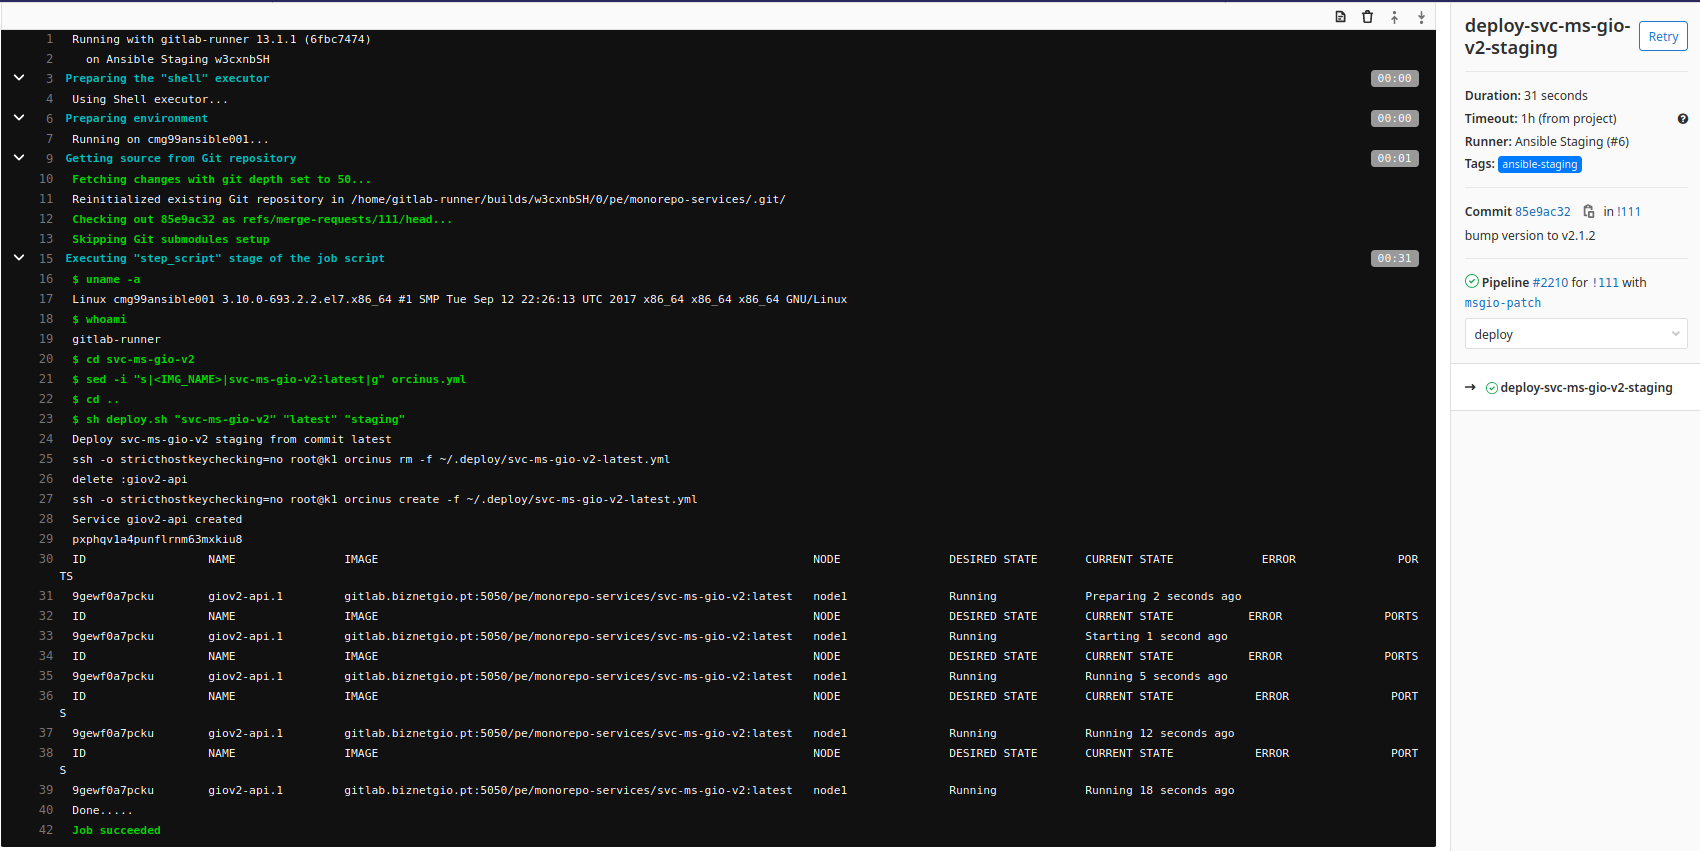 1 Running with gitlab-runner 13.1.1 (6fbc7474)
2 on Ansible Staging w3cxnbSH
3 Preparing the "shell" executor 00:00
4 Using Shell executor...
6 Preparing environment 00:00
7 Running on cmg99ansible001...
9 Getting source from Git repository 00:01
10 Fetching changes with git depth set to 50...
11 Reinitialized existing Git repository in /home/gitlab-runner/builds/w3cxnbSH/0/pe/monorepo-services/.git/
12 Checking out 85e9ac32 as refs/merge-requests/111/head...
13 Skipping Git submodules setup
15 Executing "step_script" stage of the job script 00:31
16 $ uname -a
17 Linux cmg99ansible001 3.10.0-693.2.2.el7.x86_64 #1 SMP Tue Sep 12 22:26:13 UTC 2017 x86_64 x86_64 x86_64 GNU/Linux
18 $ whoami
19 gitlab-runner
20 $ cd svc-ms-gio-v2
21 $ sed -i "s|<IMG_NAME>|svc-ms-gio-v2:latest|g" orcinus.yml
22 $ cd ..
23 $ sh deploy.sh "svc-ms-gio-v2" "latest" "staging"
24 Deploy svc-ms-gio-v2 staging from commit latest
25 ssh -o stricthostkeychecking=no root@k1 orcinus rm -f ~/.deploy/svc-ms-gio-v2-latest.yml
26 delete :giov2-api
27 ssh -o stricthostkeychecking=no root@k1 orcinus create -f ~/.deploy/svc-ms-gio-v2-latest.yml
28 Service giov2-api created
29 pxphqv1a4punflrnm63mxkiu8
30 ID NAME IMAGE NODE DESIRED STATE CURRENT STATE ERROR POR
TS
31 9gewf0a7pcku giov2-api.1 gitlab.biznetgio.pt:5050/pe/monorepo-services/svc-ms-gio-v2:latest node1 Running Preparing 2 seconds ago
32 ID NAME IMAGE NODE DESIRED STATE CURRENT STATE ERROR PORTS
33 9gewf0a7pcku giov2-api.1 gitlab.biznetgio.pt:5050/pe/monorepo-services/svc-ms-gio-v2:latest node1 Running Starting 1 second ago
34 ID NAME IMAGE NODE DESIRED STATE CURRENT STATE ERROR PORTS
35 9gewf0a7pcku giov2-api.1 gitlab.biznetgio.pt:5050/pe/monorepo-services/svc-ms-gio-v2:latest node1 Running Running 5 seconds ago
36 ID NAME IMAGE NODE DESIRED STATE CURRENT STATE ERROR PORT
S
37 9gewf0a7pcku giov2-api.1 gitlab.biznetgio.pt:5050/pe/monorepo-services/svc-ms-gio-v2:latest node1 Running Running 12 seconds ago
38 ID NAME IMAGE NODE DESIRED STATE CURRENT STATE ERROR PORT
S
39 9gewf0a7pcku giov2-api.1 gitlab.biznetgio.pt:5050/pe/monorepo-services/svc-ms-gio-v2:latest node1 Running Running 18 seconds ago
40 Done.....
42 Job succeeded
deploy-svc-ms-gio-
v2-staging
Retry
Duration: 31 seconds
Timeout: 1h (from project)
Runner: Ansible Staging (#6)
Tags: ansible-staging
Commit 85e9ac32 in !111
bump version to v2.1.2
Pipeline #2210 for !111 with
msgio-patch
deploy
→ deploy-svc-ms-gio-v2-staging